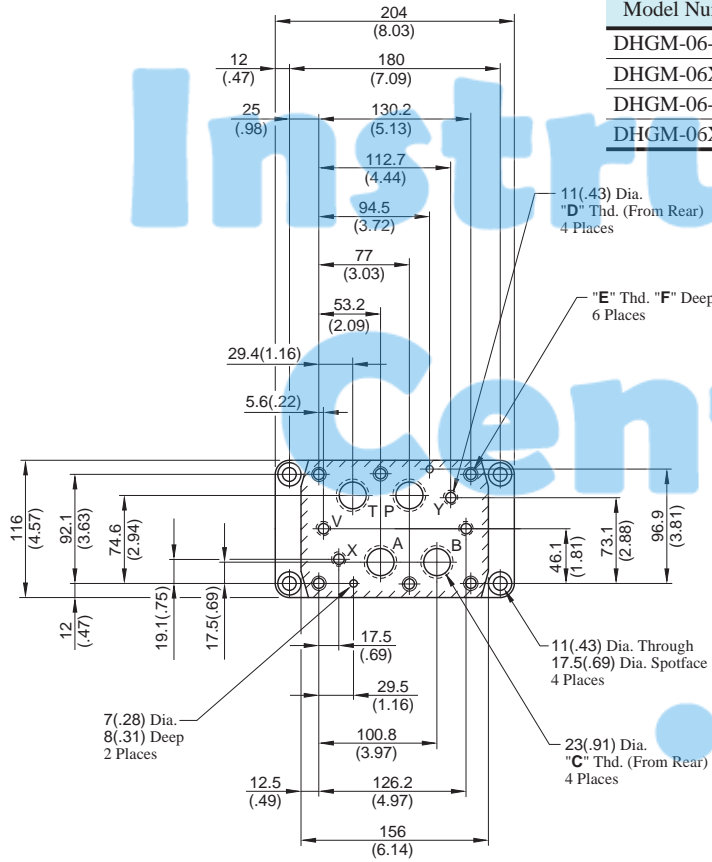 204
(8.03)
Model Nu
DHGM-06-
DHGM-06X
DHGM-06-
DHGM-06X
12
(.47)
180
(7.09)
25
(.98)
130.2
(5.13)
Instru
112.7
(4.44)
11(.43) Dia.
"D" Thd. (From Rear)
4 Places
94.5
(3.72)
77
(3.03)
"E" Thd. "F" Deep
6 Places
53.2
(2.09)
29.4(1.16)
Cent
5.6(.22)
116
(4.57)
92.1
(3.63)
74.6
(2.94)
19.1(.75)
17.5(.69)
12
(.47)
T P Y
V
A B
X
46.1
(1.81)
73.1
(2.88)
96.9
(3.81)
17.5
(.69)
11(.43) Dia. Through
17.5(.69) Dia. Spotface
4 Places
29.5
(1.16)
7(.28) Dia.
8(.31) Deep
2 Places
100.8
(3.97)
23(.91) Dia.
"C" Thd. (From Rear)
4 Places
12.5
(.49)
126.2
(4.97)
156
(6.14)